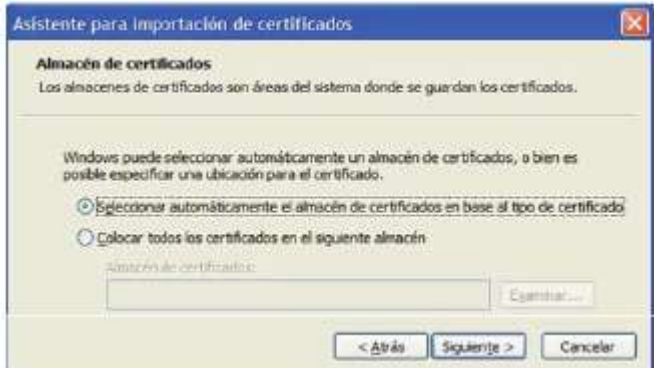 Asistente para importación de certificados
Almacén de certificados
Los almacenes de certificados son áreas del sistema donde se guardan los certificados.
Windows puede seleccionar automáticamente un almacén de certificados, o bien es
posible especificar una ubicación para el certificado.
Seleccionar automáticamente el almacén de certificados en base al tipo de certificado
Colocar todos los certificados en el siguiente almacén
Almacén de certificados:
Examinar...
< Atrás
Siguiente >
Cancelar